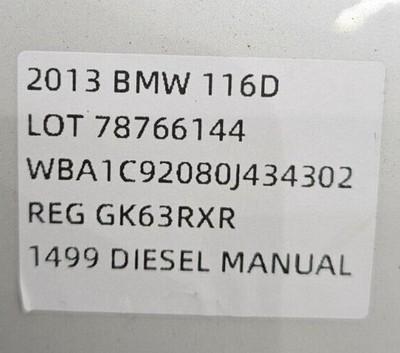 2013 BMW 116D
LOT 78766144
WBA1C92080J434302
REG GK63RXR
1499 DIESEL MANUAL